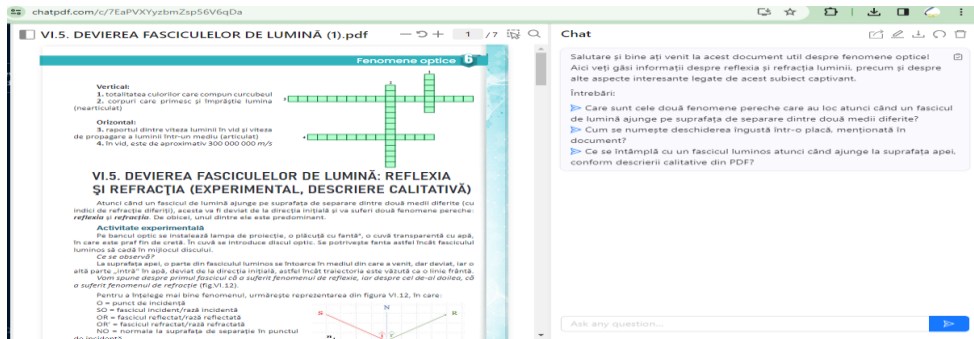 chatpdf.com/c/7EaPVXYyzbmZsp56V6qDa
VI.5. DEVIEREA FASCICULELOR DE LUMINĂ (1).pdf
1 / 7
Fenomene optice 6
Vertical:
1. totalitatea culorilor care compun curcubeul
2. corpuri care primesc și împrăștie lumina
(nearticulat)
Orizontal:
3. raportul dintre viteza luminii în vid și viteza
de propagare a luminii într-un mediu (articulat)
4. în vid, este de aproximativ 300 000 000 m/s
VI.5. DEVIEREA FASCICULELOR DE LUMINĂ: REFLEXIA
ȘI REFRACȚIA (EXPERIMENTAL, DESCRIERE CALITATIVĂ)
Atunci când un fascicul de lumină ajunge pe suprafața de separare dintre două medii diferite (cu
indici de refracție diferiți), acesta va fi deviat de la direcția inițială și va suferi două fenomene pereche:
reflexia și refracția. De obicei, unul dintre ele este predominant.
Activitate experimentală
Pe bancul optic se instalează lampa de proiecție, o plăcuță cu fantă*, o cuvă transparentă cu apă,
în care este praf fin de cretă. În cuvă se introduce discul optic. Se potrivește fanta astfel încât fasciculul
luminos să cadă în mijlocul discului.
Ce se observă?
La suprafața apei, o parte din fasciculul luminos se întoarce în mediul din care a venit, dar deviat, iar o
altă parte „intră” în apă, deviat de la direcția inițială, astfel încât traiectoria este văzută ca o linie frântă.
Vom spune despre primul fascicul că a suferit fenomenul de reflexie, iar despre cel de-al doilea, că
a suferit fenomenul de refracție (fig.VI.12).
Pentru a înțelege mai bine fenomenul, urmărește reprezentarea din figura VI.12, în care:
O = punct de incidență
SO = fascicul incident/rază incidentă
OR = fascicul reflectat/rază reflectată
OR' = fascicul refractat/rază refractată
NO = normala la suprafața de separație în punctul
de incidență
S
N
R
Chat
Salutare și bine ați venit la acest document util despre fenomene optice!
Aici veți găsi informații despre reflexia și refracția luminii, precum și despre
alte aspecte interesante legate de acest subiect captivant.
Întrebări:
Care sunt cele două fenomene pereche care au loc atunci când un fascicul
de lumină ajunge pe suprafața de separare dintre două medii diferite?
Cum se numește deschiderea îngustă într-o placă, menționată în
document?
Ce se întâmplă cu un fascicul luminos atunci când ajunge la suprafața apei,
conform descrierii calitative din PDF?
Ask any question...